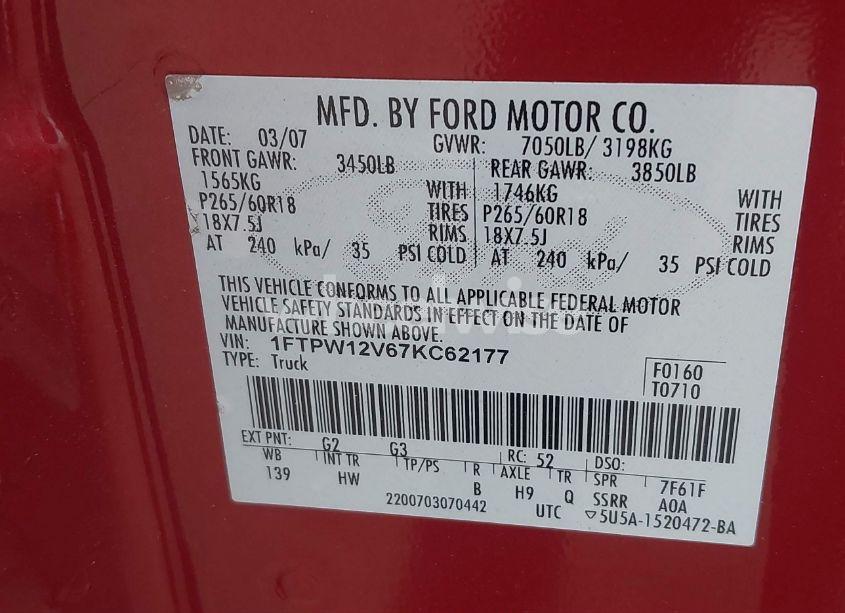 MFD. BY FORD MOTOR CO.
DATE: 03/07 GVWR: 7050LB/ 3198KG
FRONT GAWR: 3450LB REAR GAWR: 3850LB
1565KG WITH 1746KG WITH
P265/60R18 TIRES P265/60R18 TIRES
18X7.5J RIMS 18X7.5J RIMS
AT 240 kPa/ 35 PSI COLD AT 240 kPa/ 35 PSI COLD
THIS VEHICLE CONFORMS TO ALL APPLICABLE FEDERAL MOTOR
VEHICLE SAFETY STANDARDS IN EFFECT ON THE DATE OF
MANUFACTURE SHOWN ABOVE.
VIN: 1FTPW12V67KC62177
TYPE: Truck
F0160
T0710
EXT PNT: G2 G3 RC: 52 DSO:
WB INT TR TP/PS R AXLE TR SPR 7F61F
139 HW B H9 Q SSRR A0A
2200703070442 UTC ▽5U5A-1520472-BA